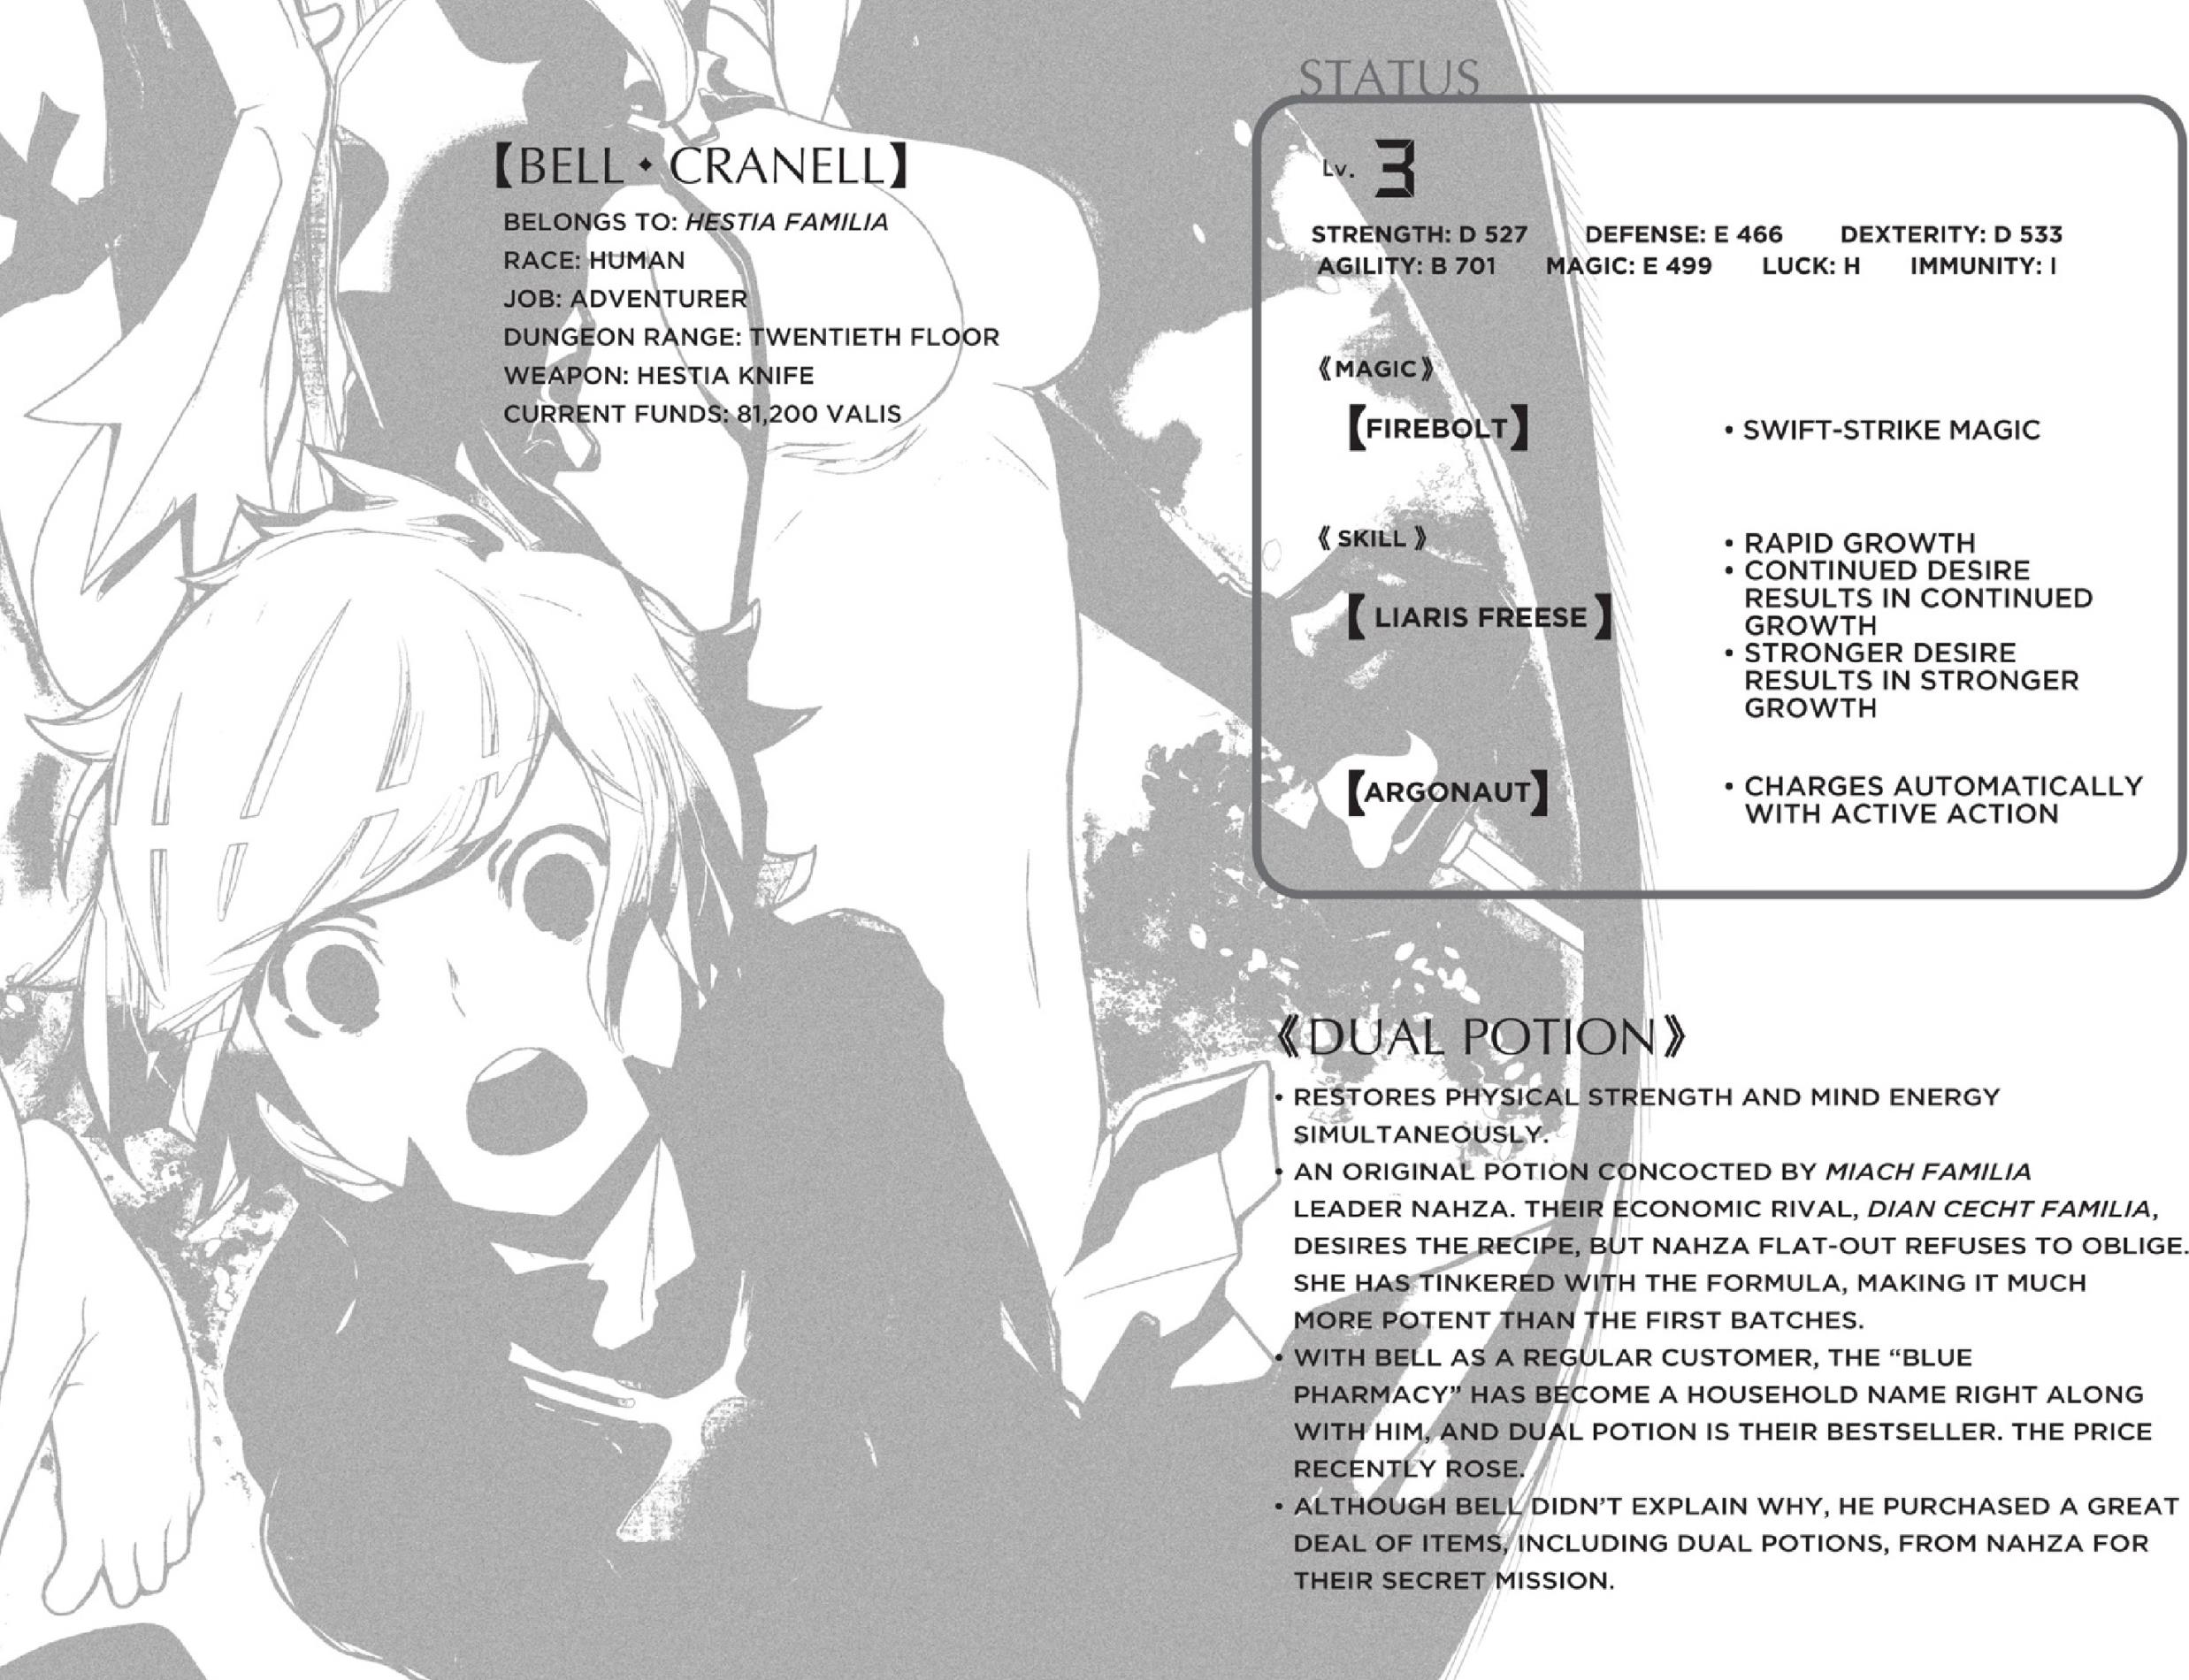 【BELL • CRANELL】
BELONGS TO: HESTIA FAMILIA
RACE: HUMAN
JOB: ADVENTURER
DUNGEON RANGE: TWENTIETH FLOOR
WEAPON: HESTIA KNIFE
CURRENT FUNDS: 81,200 VALIS
STATUS
Lv. 3
STRENGTH: D 527 DEFENSE: E 466 DEXTERITY: D 533
AGILITY: B 701 MAGIC: E 499 LUCK: H IMMUNITY: I
《MAGIC》
【FIREBOLT】 • SWIFT-STRIKE MAGIC
《SKILL》
【LIARIS FREESE】
• RAPID GROWTH
• CONTINUED DESIRE
RESULTS IN CONTINUED
GROWTH
• STRONGER DESIRE
RESULTS IN STRONGER
GROWTH
【ARGONAUT】
• CHARGES AUTOMATICALLY
WITH ACTIVE ACTION
《DUAL POTION》
• RESTORES PHYSICAL STRENGTH AND MIND ENERGY
SIMULTANEOUSLY.
• AN ORIGINAL POTION CONCOCTED BY MIACH FAMILIA
LEADER NAHZA. THEIR ECONOMIC RIVAL, DIAN CECHT FAMILIA,
DESIRES THE RECIPE, BUT NAHZA FLAT-OUT REFUSES TO OBLIGE.
SHE HAS TINKERED WITH THE FORMULA, MAKING IT MUCH
MORE POTENT THAN THE FIRST BATCHES.
• WITH BELL AS A REGULAR CUSTOMER, THE “BLUE
PHARMACY” HAS BECOME A HOUSEHOLD NAME RIGHT ALONG
WITH HIM, AND DUAL POTION IS THEIR BESTSELLER. THE PRICE
RECENTLY ROSE.
• ALTHOUGH BELL DIDN’T EXPLAIN WHY, HE PURCHASED A GREAT
DEAL OF ITEMS, INCLUDING DUAL POTIONS, FROM NAHZA FOR
THEIR SECRET MISSION.